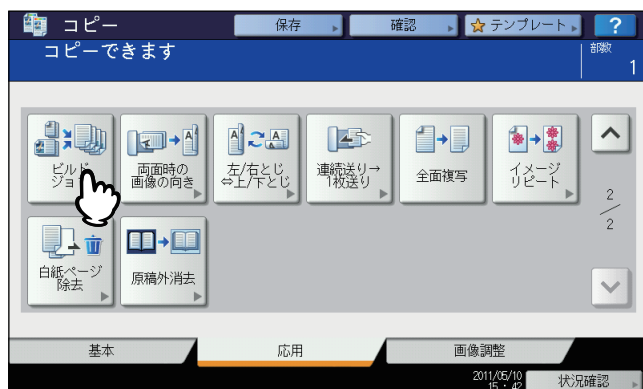 コピー
保存
確認
テンプレート
?
コピーできます
部数
1
ビルド
ジョ
両面時の
画像の向き
左/右とじ
⇔上/下とじ
連続送り→
1枚送り
全面複写
イメージ
リピート
2
2
白紙ページ
除去
原稿外消去
基本
応用
画像調整
2011/05/10
15:42
状況確認